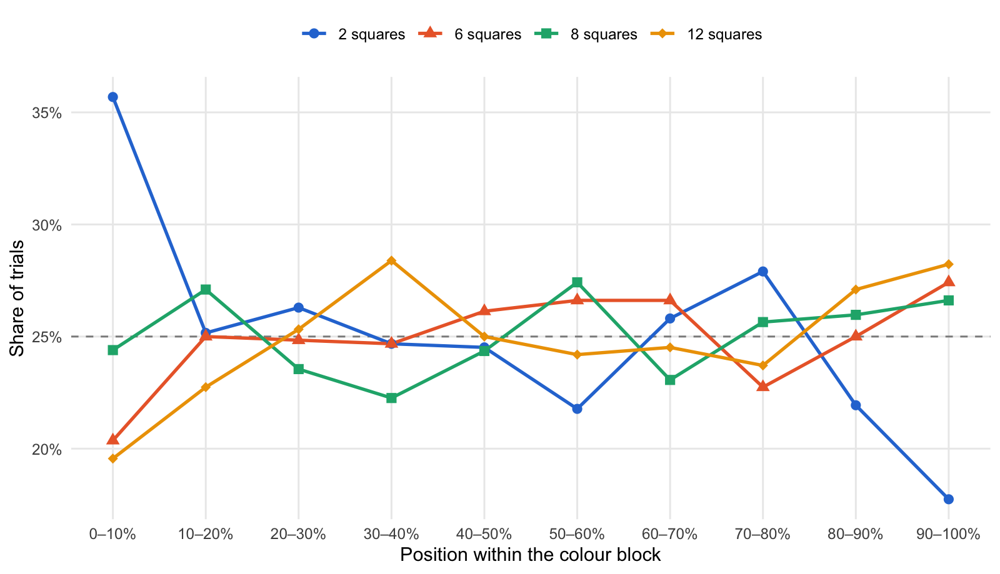 2 squares 6 squares 8 squares 12 squares
35%
30%
25%
20%
Share of trials
0–10% 10–20% 20–30% 30–40% 40–50% 50–60% 60–70% 70–80% 80–90% 90–100%
Position within the colour block